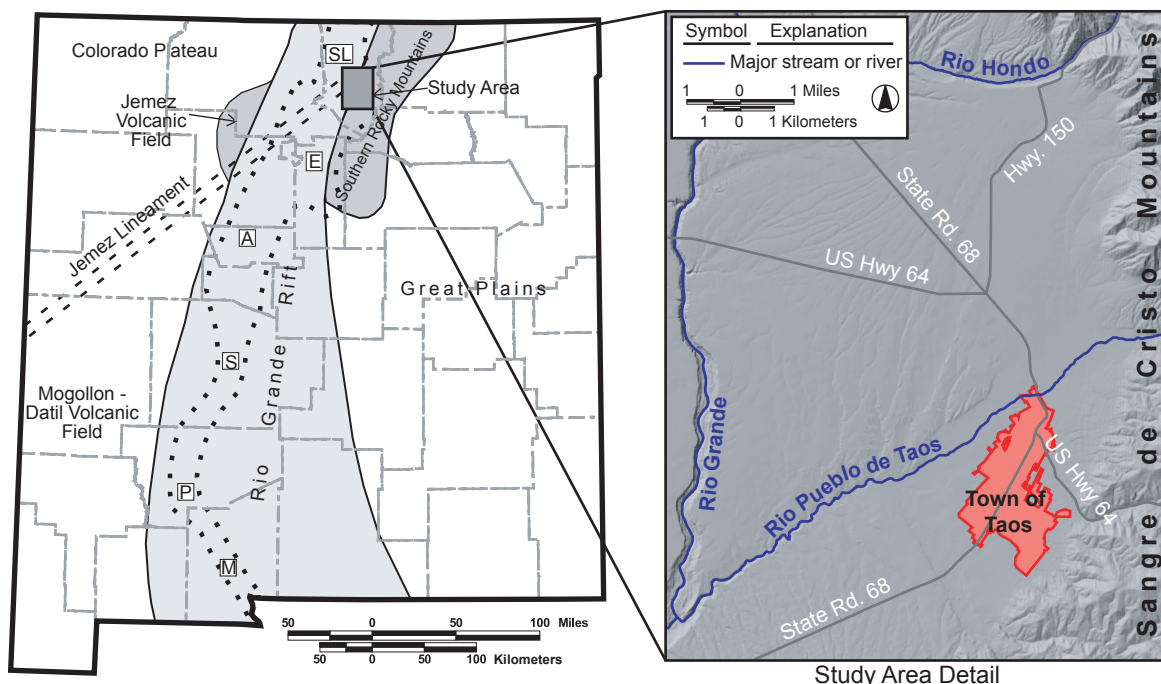 Colorado Plateau
SL
Study Area
Jemez
Volcanic
Field
Southern Rocky Mountains
E
Jemez Lineament
A
Rio Grande Rift
Great Plains
S
Mogollon -
Datil Volcanic
Field
P
M
50 0 50 100 Miles
50 0 50 100 Kilometers
Symbol Explanation
Major stream or river
1 0 1 Miles
1 0 1 Kilometers
Rio Hondo
Hwy. 150
State Rd. 68
US Hwy 64
Sangre de Cristo Mountains
Rio Grande
Rio Pueblo de Taos
US Hwy 64
Town of
Taos
State Rd. 68
Study Area Detail